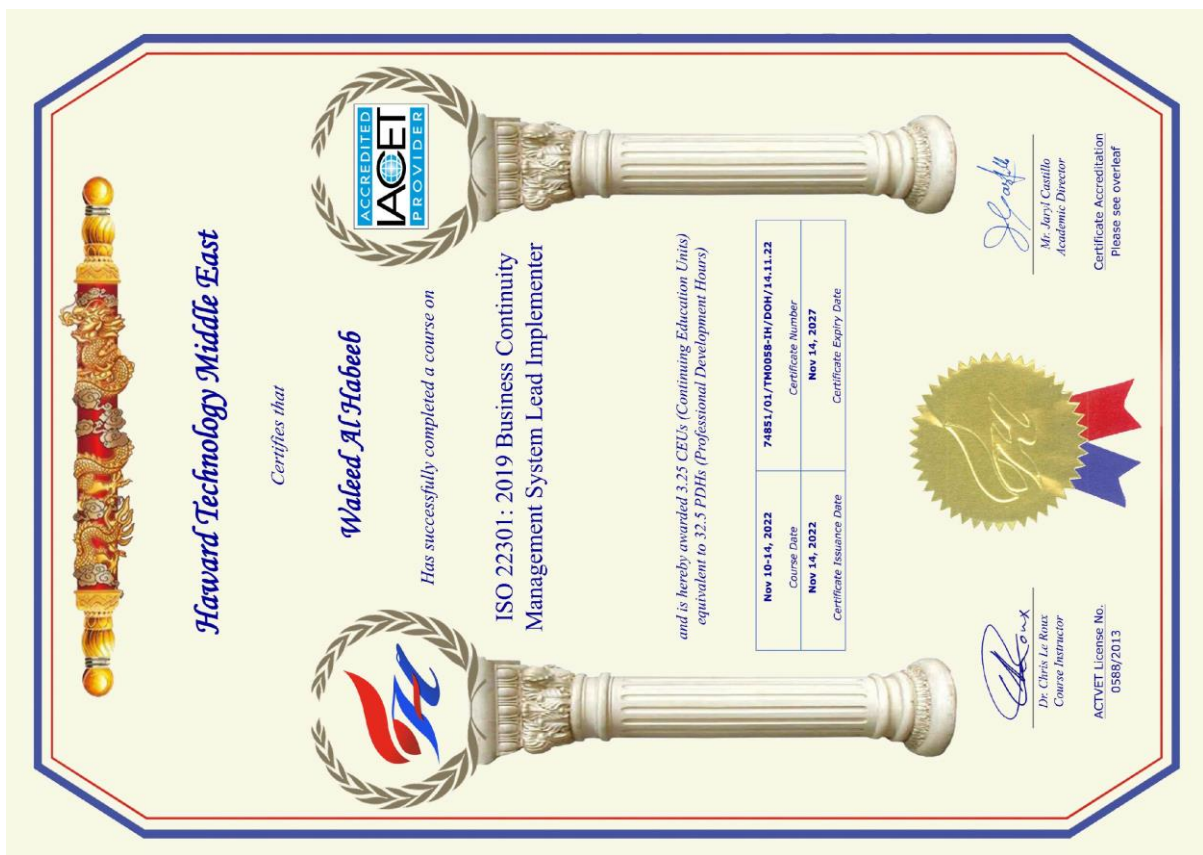 Haward Technology Middle East
Certifies that
Waleed Al Habeeb
Has successfully completed a course on
ACCREDITED
IACET
PROVIDER
ISO 22301: 2019 Business Continuity
Management System Lead Implementer
and is hereby awarded 3.25 CEUs (Continuing Education Units)
equivalent to 32.5 PDHs (Professional Development Hours)
Nov 10-14, 2022
Course Date
74851/01/TM0058-IH/DOH/14.11.22
Certificate Number
Nov 14, 2022
Certificate Issuance Date
Nov 14, 2027
Certificate Expiry Date
Dr. Chris Le Roux
Course Instructor
Mr. Jaryl Castillo
Academic Director
ACTVET License No.
0588/2013
Certificate Accreditation
Please see overleaf